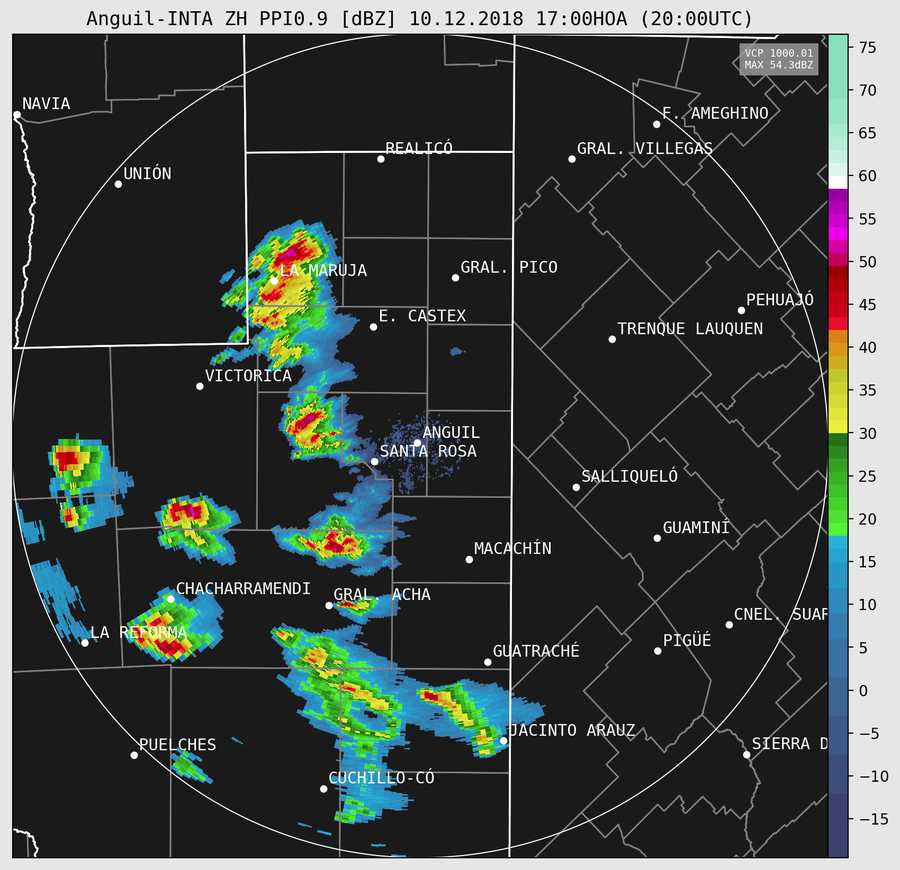 Anguil-INTA ZH PPI0.9 [dBZ] 10.12.2018 17:00HOA (20:00UTC)
VCP 1000.01
MAX 54.3dBZ
75
70
65
60
55
50
45
40
35
30
25
20
15
10
5
0
−5
−10
−15
NAVIA
F. AMEGHINO
REALICÓ
GRAL. VILLEGAS
UNIÓN
LA MARUJA
GRAL. PICO
PEHUAJÓ
E. CASTEX
TRENQUE LAUQUEN
VICTORICA
ANGUIL
SANTA ROSA
SALLIQUELÓ
GUAMINÍ
MACACHÍN
CHACHARRAMENDI
GRAL. ACHA
CNEL. SUAR
LA REFORMA
PIGÜÉ
GUATRACHÉ
JACINTO ARAUZ
PUELCHES
SIERRA D
CUCHILLO-CÓ